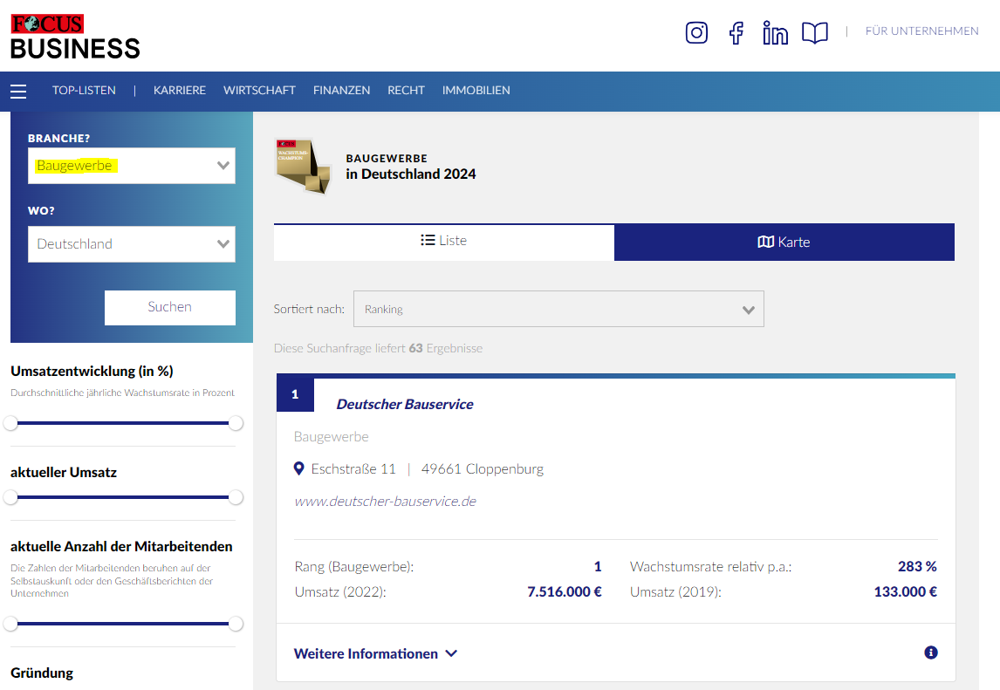 FOCUS
BUSINESS
FÜR UNTERNEHMEN
TOP-LISTEN | KARRIERE WIRTSCHAFT FINANZEN RECHT IMMOBILIEN
BRANCHE?
Baugewerbe
WO?
Deutschland
Suchen
Umsatzentwicklung (in %)
Durchschnittliche jährliche Wachstumsrate in Prozent
aktueller Umsatz
aktuelle Anzahl der Mitarbeitenden
Die Zahlen der Mitarbeitenden beruhen auf der
Selbstauskunft oder den Geschäftsberichten der
Unternehmen
Gründung
FOCUS
WACHSTUMS-
CHAMPION
BAUGEWERBE
in Deutschland 2024
Liste
Karte
Sortiert nach: Ranking
Diese Suchanfrage liefert 63 Ergebnisse
1
Deutscher Bauservice
Baugewerbe
Eschstraße 11 | 49661 Cloppenburg
www.deutscher-bauservice.de
Rang (Baugewerbe): 1 Wachstumsrate relativ p.a.: 283 %
Umsatz (2022): 7.516.000 € Umsatz (2019): 133.000 €
Weitere Informationen